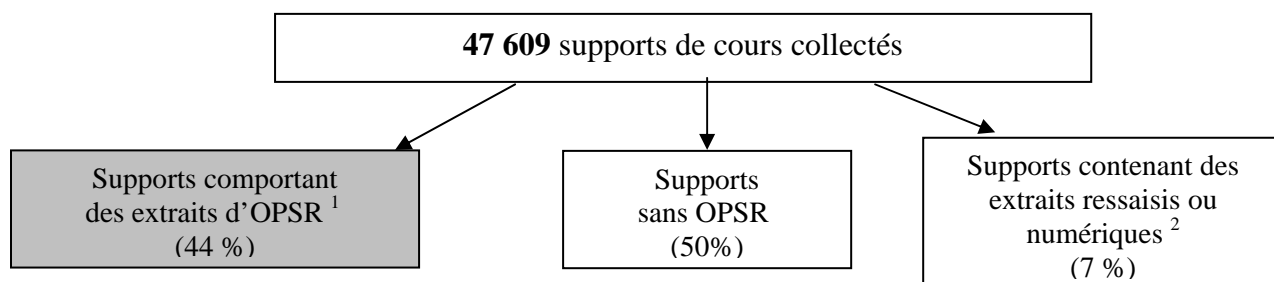 47 609 supports de cours collectés
Supports comportant
des extraits d’OPSR 1
(44 %)
Supports
sans OPSR
(50%)
Supports contenant des
extraits ressaisis ou
numériques 2
(7 %)